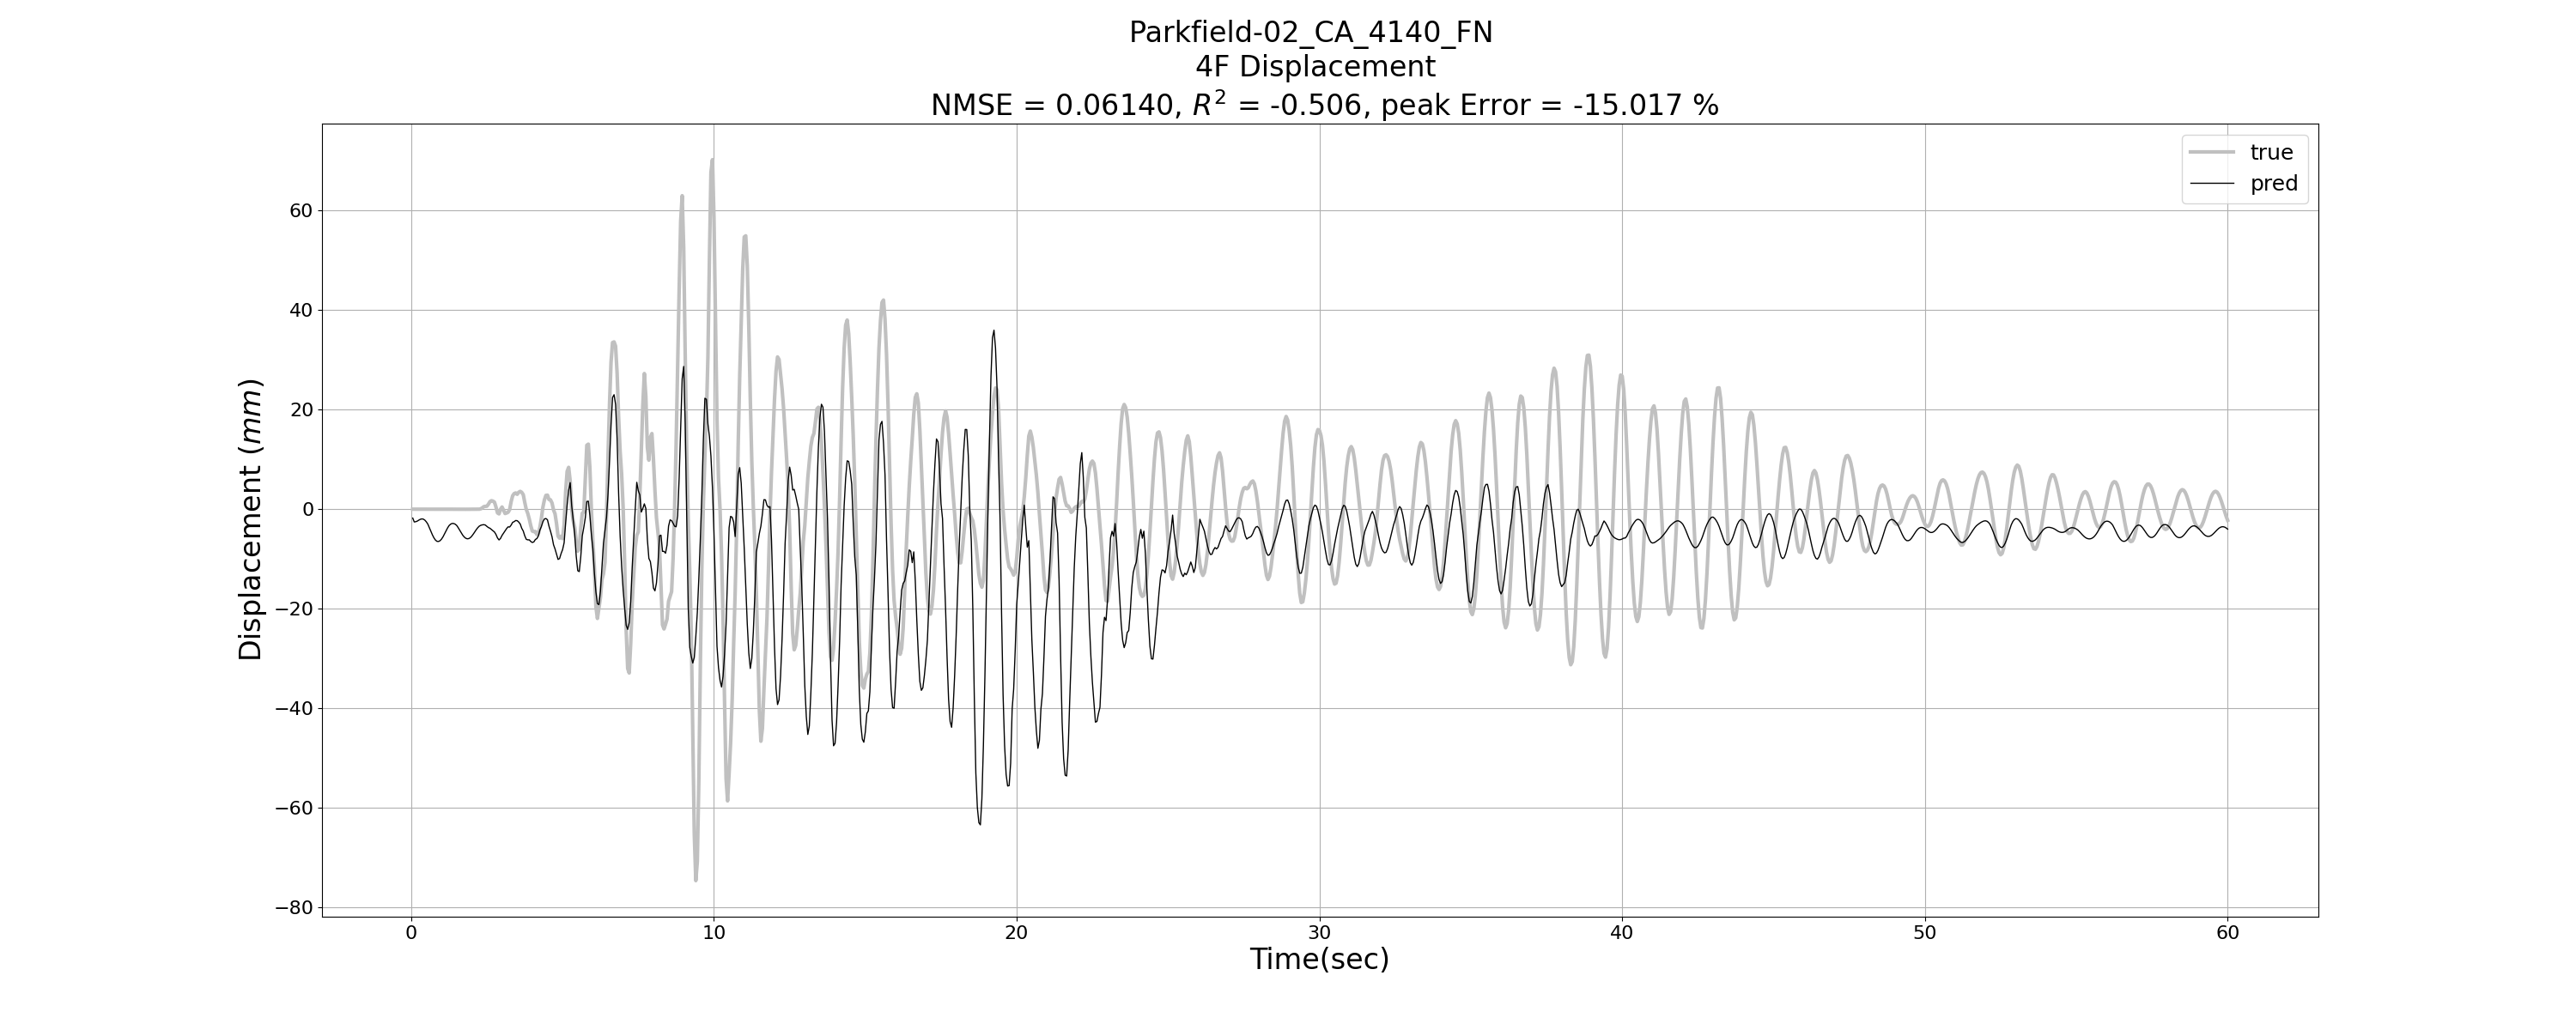 Parkfield-02_CA_4140_FN
4F Displacement
NMSE = 0.06140, R² = -0.506, peak Error = -15.017 %
true
pred
Displacement (mm)
60
40
20
0
−20
−40
−60
−80
0 10 20 30 40 50 60
Time(sec)